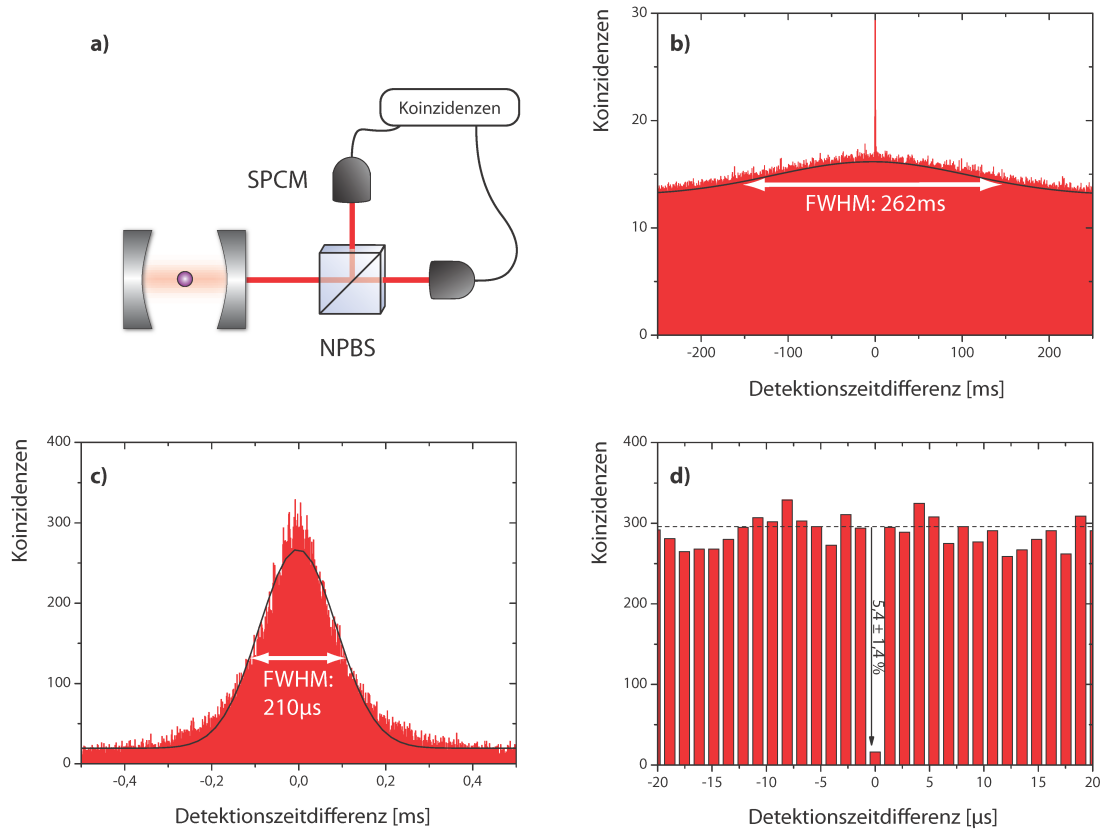 a)
Koinzidenzen
SPCM
NPBS
b)
Koinzidenzen
30
20
10
0
FWHM: 262ms
-200
-100
0
100
200
Detektionszeitdifferenz [ms]
c)
Koinzidenzen
400
300
200
100
0
FWHM:
210µs
-0,4
-0,2
0,0
0,2
0,4
Detektionszeitdifferenz [ms]
d)
Koinzidenzen
400
300
200
100
0
5,4 ± 1,4 %
-20
-15
-10
-5
0
5
10
15
20
Detektionszeitdifferenz [µs]